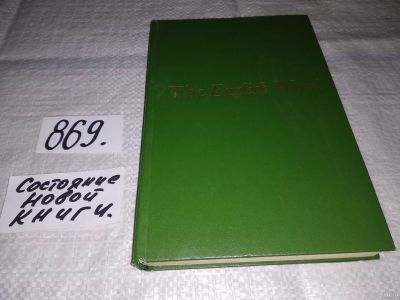 The English Word
869.
Состояние
новой
книги.